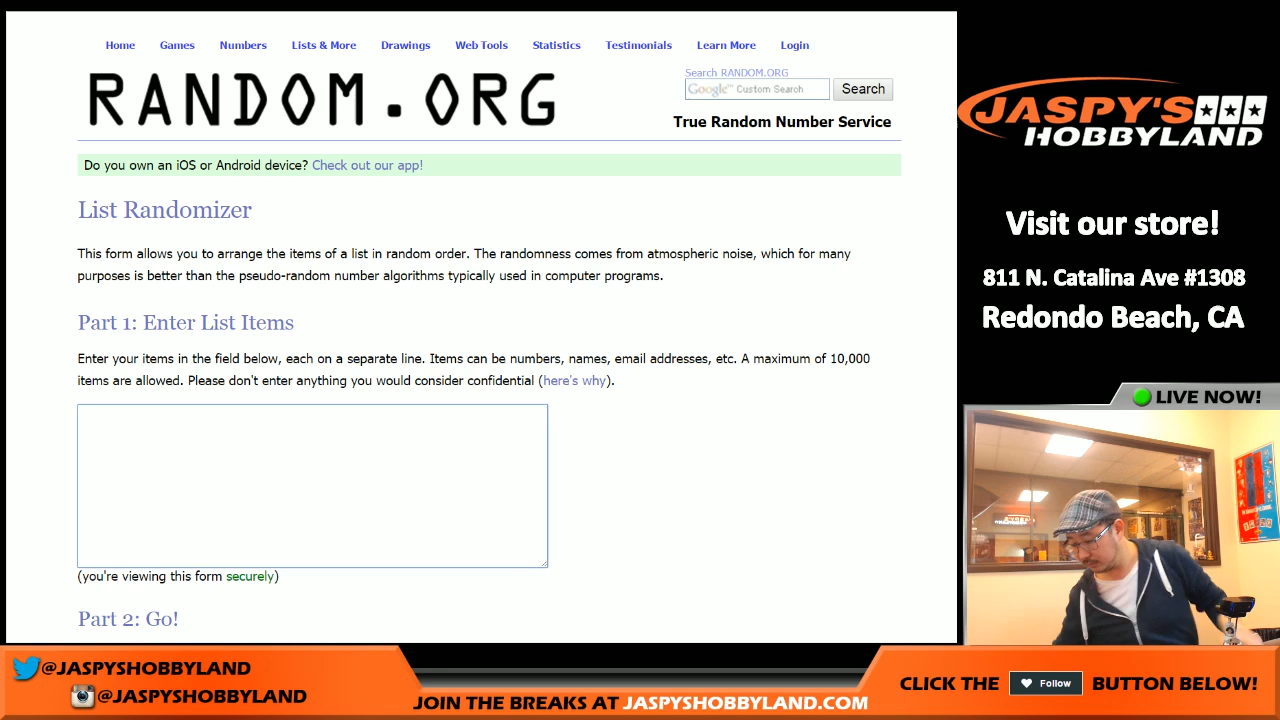 Home Games Numbers Lists & More Drawings Web Tools Statistics Testimonials Learn More Login
RANDOM.ORG
Search RANDOM.ORG
Google™ Custom Search Search
True Random Number Service
Do you own an iOS or Android device? Check out our app!
List Randomizer
This form allows you to arrange the items of a list in random order. The randomness comes from atmospheric noise, which for many
purposes is better than the pseudo-random number algorithms typically used in computer programs.
Part 1: Enter List Items
Enter your items in the field below, each on a separate line. Items can be numbers, names, email addresses, etc. A maximum of 10,000
items are allowed. Please don't enter anything you would consider confidential (here's why).
(you're viewing this form securely)
Part 2: Go!
JASPY'S
HOBBYLAND
Visit our store!
811 N. Catalina Ave #1308
Redondo Beach, CA
LIVE NOW!
@JASPYSHOBBYLAND
@JASPYSHOBBYLAND
JOIN THE BREAKS AT JASPYSHOBBYLAND.COM
CLICK THE Follow BUTTON BELOW!